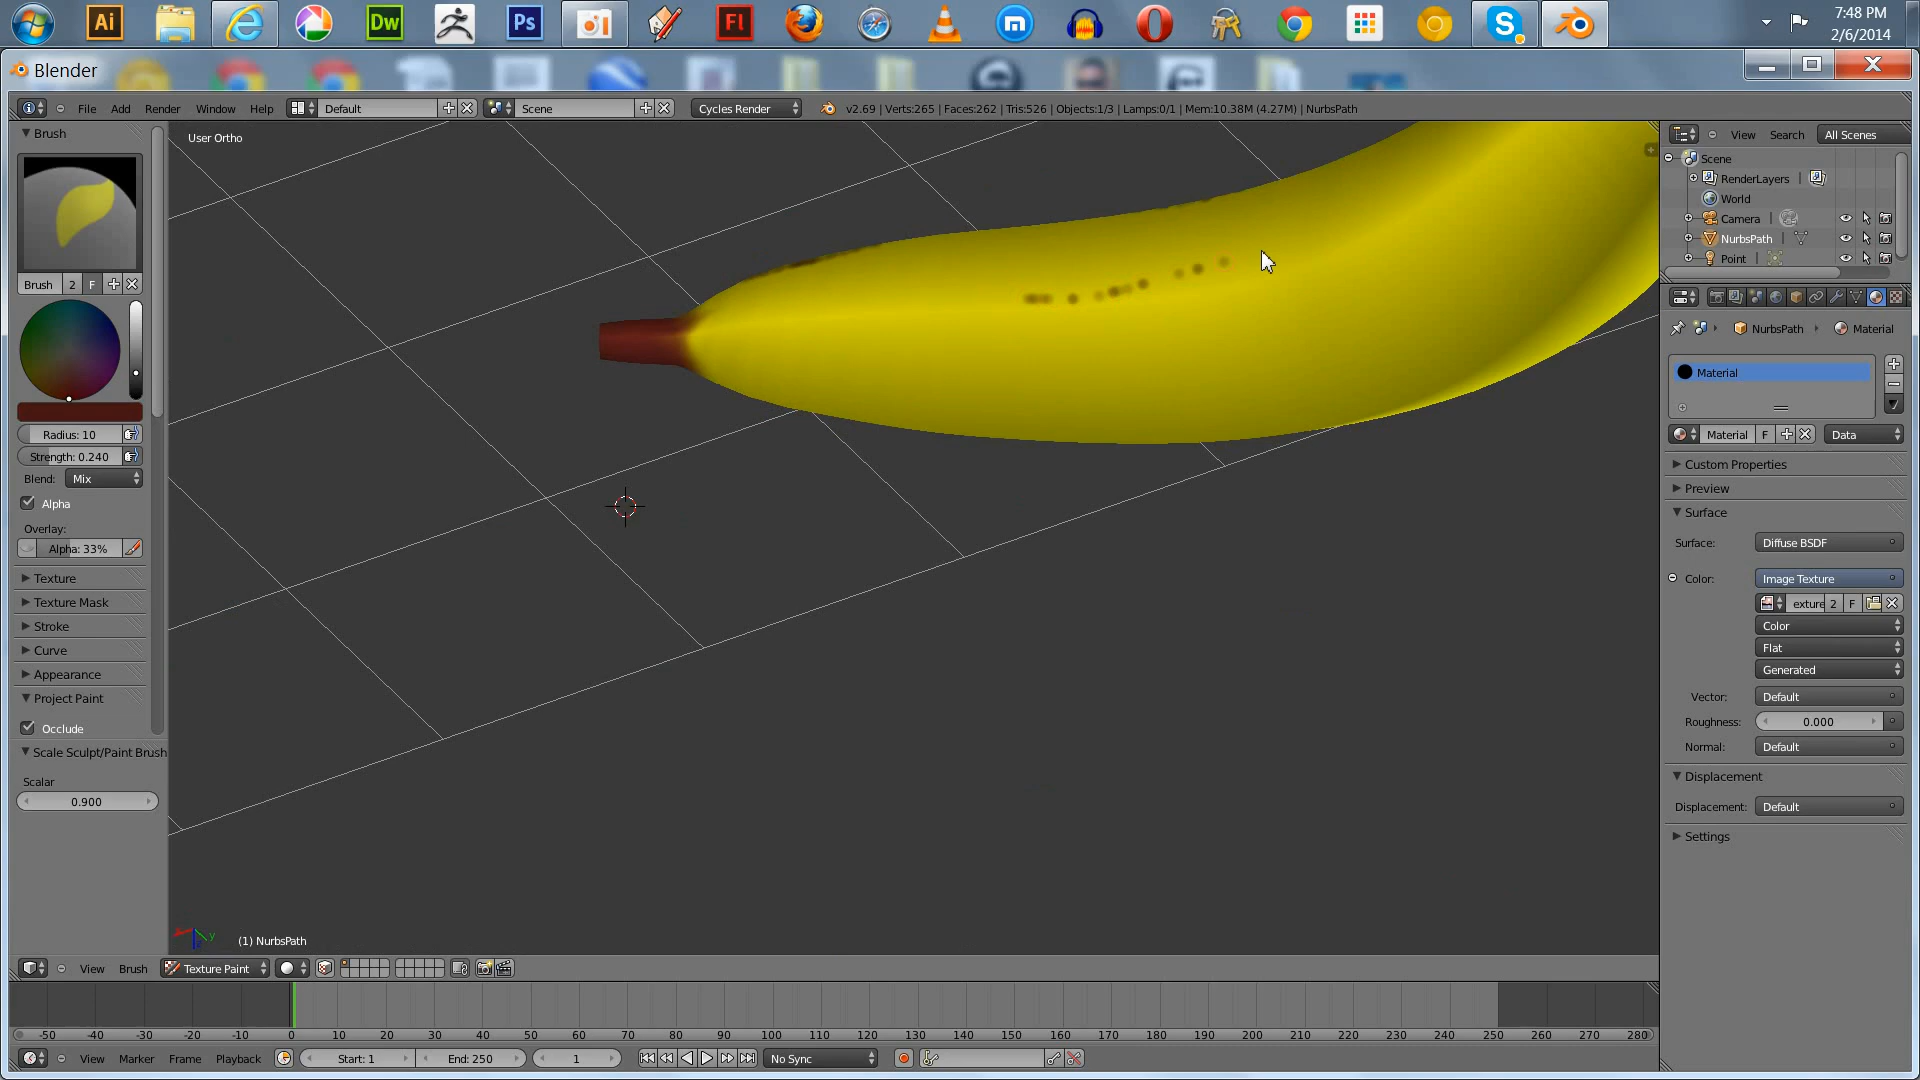 Ai
Dw
Ps
Fl
7:48 PM
2/6/2014
Blender
File Add Render Window Help Default Scene Cycles Render v2.69 | Verts:265 | Faces:262 | Tris:526 | Objects:1/3 | Lamps:0/1 | Mem:10.38M (4.27M) | NurbsPath
Brush
User Ortho
Brush 2 F
Radius: 10
Strength: 0.240
Blend: Mix
Alpha
Overlay:
Alpha: 33%
Texture
Texture Mask
Stroke
Curve
Appearance
Project Paint
Occlude
Scale Sculpt/Paint Brush
Scalar
0.900
(1) NurbsPath
View Brush Texture Paint
View Search All Scenes
Scene
RenderLayers
World
Camera
NurbsPath
Point
NurbsPath Material
Material
Material F Data
Custom Properties
Preview
Surface
Surface: Diffuse BSDF
Color: Image Texture
exture 2 F
Color
Flat
Generated
Vector: Default
Roughness: 0.000
Normal: Default
Displacement
Displacement: Default
Settings
-50 -40 -30 -20 -10 0 10 20 30 40 50 60 70 80 90 100 110 120 130 140 150 160 170 180 190 200 210 220 230 240 250 260 270 280
View Marker Frame Playback Start: 1 End: 250 1 No Sync